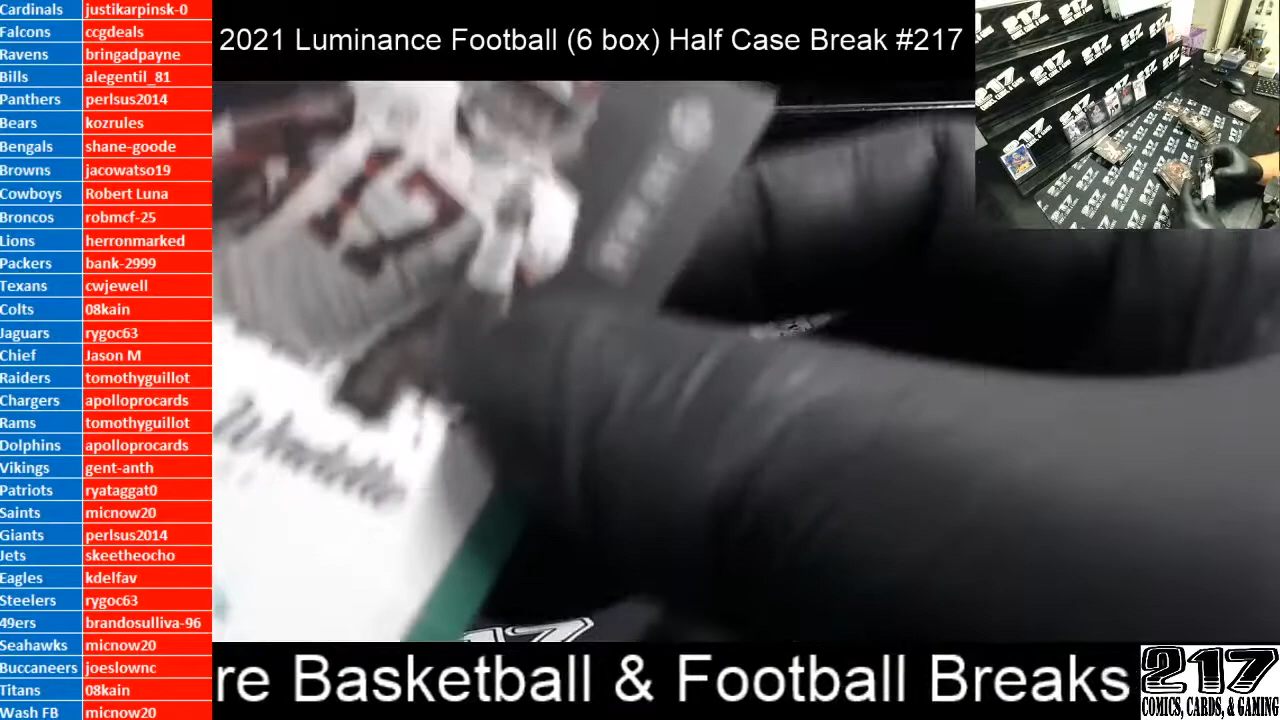 2021 Luminance Football (6 box) Half Case Break #217
Cardinals justikarpinsk-0
Falcons ccgdeals
Ravens bringadpayne
Bills alegentil_81
Panthers perlsus2014
Bears kozrules
Bengals shane-goode
Browns jacowatso19
Cowboys Robert Luna
Broncos robmcf-25
Lions herronmarked
Packers bank-2999
Texans cwjewell
Colts 08kain
Jaguars rygoc63
Chief Jason M
Raiders tomothyguillot
Chargers apolloprocards
Rams tomothyguillot
Dolphins apolloprocards
Vikings gent-anth
Patriots ryataggat0
Saints micnow20
Giants perlsus2014
Jets skeetheocho
Eagles kdelfav
Steelers rygoc63
49ers brandosulliva-96
Seahawks micnow20
Buccaneers joeslownc
Titans 08kain
Wash FB micnow20
re Basketball & Football Breaks
217
COMICS, CARDS, & GAMING